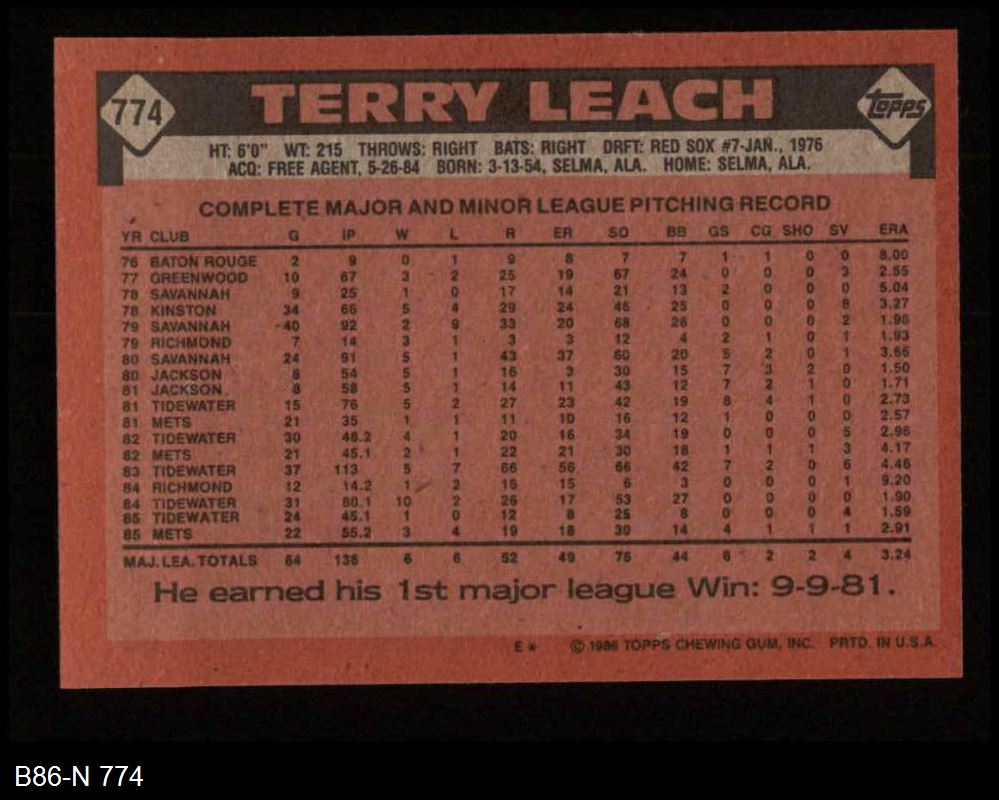 774 TERRY LEACH Topps
HT: 6'0" WT: 215 THROWS: RIGHT BATS: RIGHT DRFT: RED SOX #7-JAN., 1976
ACQ: FREE AGENT, 5-26-84 BORN: 3-13-54, SELMA, ALA. HOME: SELMA, ALA.
COMPLETE MAJOR AND MINOR LEAGUE PITCHING RECORD
YR CLUB G IP W L R ER SO BB GS CG SHO SV ERA
76 BATON ROUGE 2 9 0 1 9 8 7 7 1 1 0 0 8.00
77 GREENWOOD 10 67 3 2 25 19 67 24 0 0 0 3 2.55
78 SAVANNAH 9 25 1 0 17 14 21 13 2 0 0 0 5.04
78 KINSTON 34 66 5 4 29 24 46 25 0 0 0 8 3.27
79 SAVANNAH 40 92 2 9 33 20 68 26 0 0 0 2 1.96
79 RICHMOND 7 14 3 1 3 3 12 4 2 1 0 1 1.93
80 SAVANNAH 24 91 5 1 43 37 60 20 5 2 0 1 3.66
80 JACKSON 8 54 5 1 16 3 30 15 7 3 2 0 1.50
81 JACKSON 8 58 5 1 14 11 43 12 7 2 1 0 1.71
81 TIDEWATER 15 76 5 2 27 23 42 19 8 4 1 0 2.73
81 METS 21 35 1 1 11 10 16 12 1 0 0 0 2.57
82 TIDEWATER 30 48.2 4 1 20 16 34 19 0 0 0 5 2.96
82 METS 21 45.1 2 1 22 21 30 18 1 1 1 3 4.17
83 TIDEWATER 37 113 5 7 66 56 66 42 7 2 0 6 4.46
84 RICHMOND 12 14.2 1 2 16 15 6 3 0 0 0 1 9.20
84 TIDEWATER 31 80.1 10 2 26 17 53 27 0 0 0 0 1.90
85 TIDEWATER 24 45.1 1 0 12 8 25 8 0 0 0 4 1.59
85 METS 22 55.2 3 4 19 18 30 14 4 1 1 1 2.91
MAJ. LEA. TOTALS 64 136 6 6 52 49 76 44 6 2 2 4 3.24
He earned his 1st major league Win: 9-9-81.
E* © 1986 TOPPS CHEWING GUM, INC. PRTD. IN U.S.A.
B86-N 774